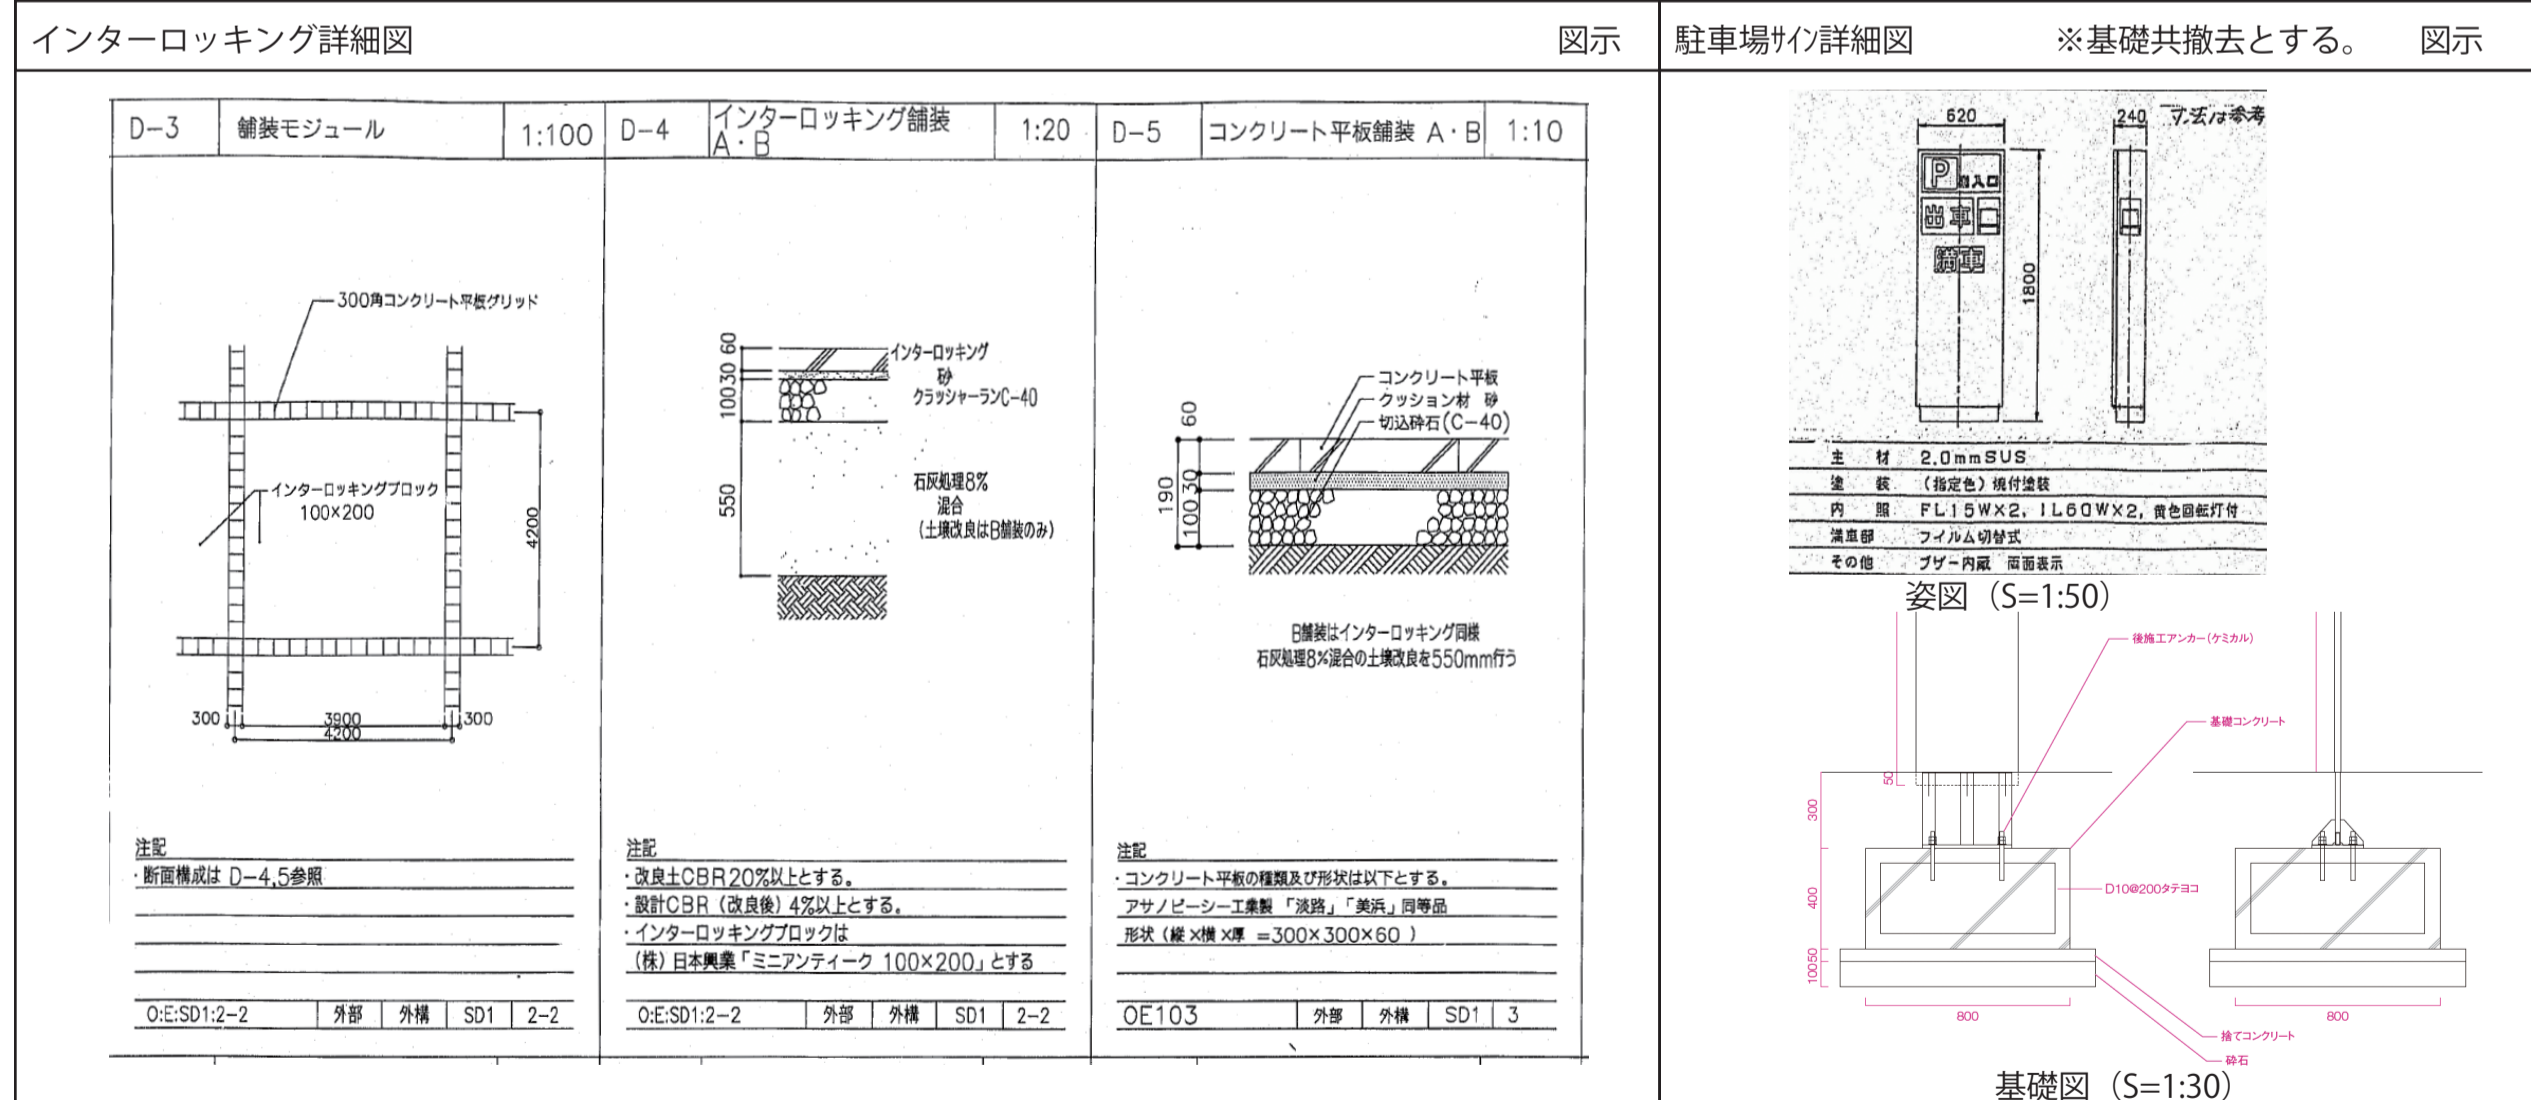 インターロッキング詳細図 図示
D-3 舗装モジュール 1:100
300角コンクリート平板グリッド
インターロッキングブロック
100×200
4200
300 3900 300
4200
注記
・断面構成は D-4,5参照
O:E:SD1:2-2 外部 外構 SD1 2-2
D-4 インターロッキング舗装 A・B 1:20
60
30
100
550
インターロッキング
砂
クラッシャーランC-40
石灰処理8%
混合
(土壌改良はB舗装のみ)
注記
・改良土CBR20%以上とする。
・設計CBR(改良後)4%以上とする。
・インターロッキングブロックは
(株)日本興業「ミニアンティーク 100×200」とする
O:E:SD1:2-2 外部 外構 SD1 2-2
D-5 コンクリート平板舗装 A・B 1:10
コンクリート平板
クッション材 砂
切込砕石(C-40)
60
30
100
190
B舗装はインターロッキング同様
石灰処理8%混合の土壌改良を550mm行う
注記
・コンクリート平板の種類及び形状は以下とする。
アサノピーシー工業製 「淡路」「美浜」同等品
形状(縦×横×厚 =300×300×60 )
OE103 外部 外構 SD1 3
駐車場ｻｲﾝ詳細図 ※基礎共撤去とする。 図示
620
240
寸法は参考
P 出入口
出車
満車
1800
主 材 2.0mmSUS
塗 装 (指定色)焼付塗装
内 照 FL15W×2, IL60W×2, 黄色回転灯付
満車部 フイルム切替式
その他 ブザー内蔵 両面表示
姿図(S=1:50)
後施工アンカー(ケミカル)
基礎コンクリート
50
300
400
50
100
D10@200タテヨコ
800
800
捨てコンクリート
砕石
基礎図(S=1:30)